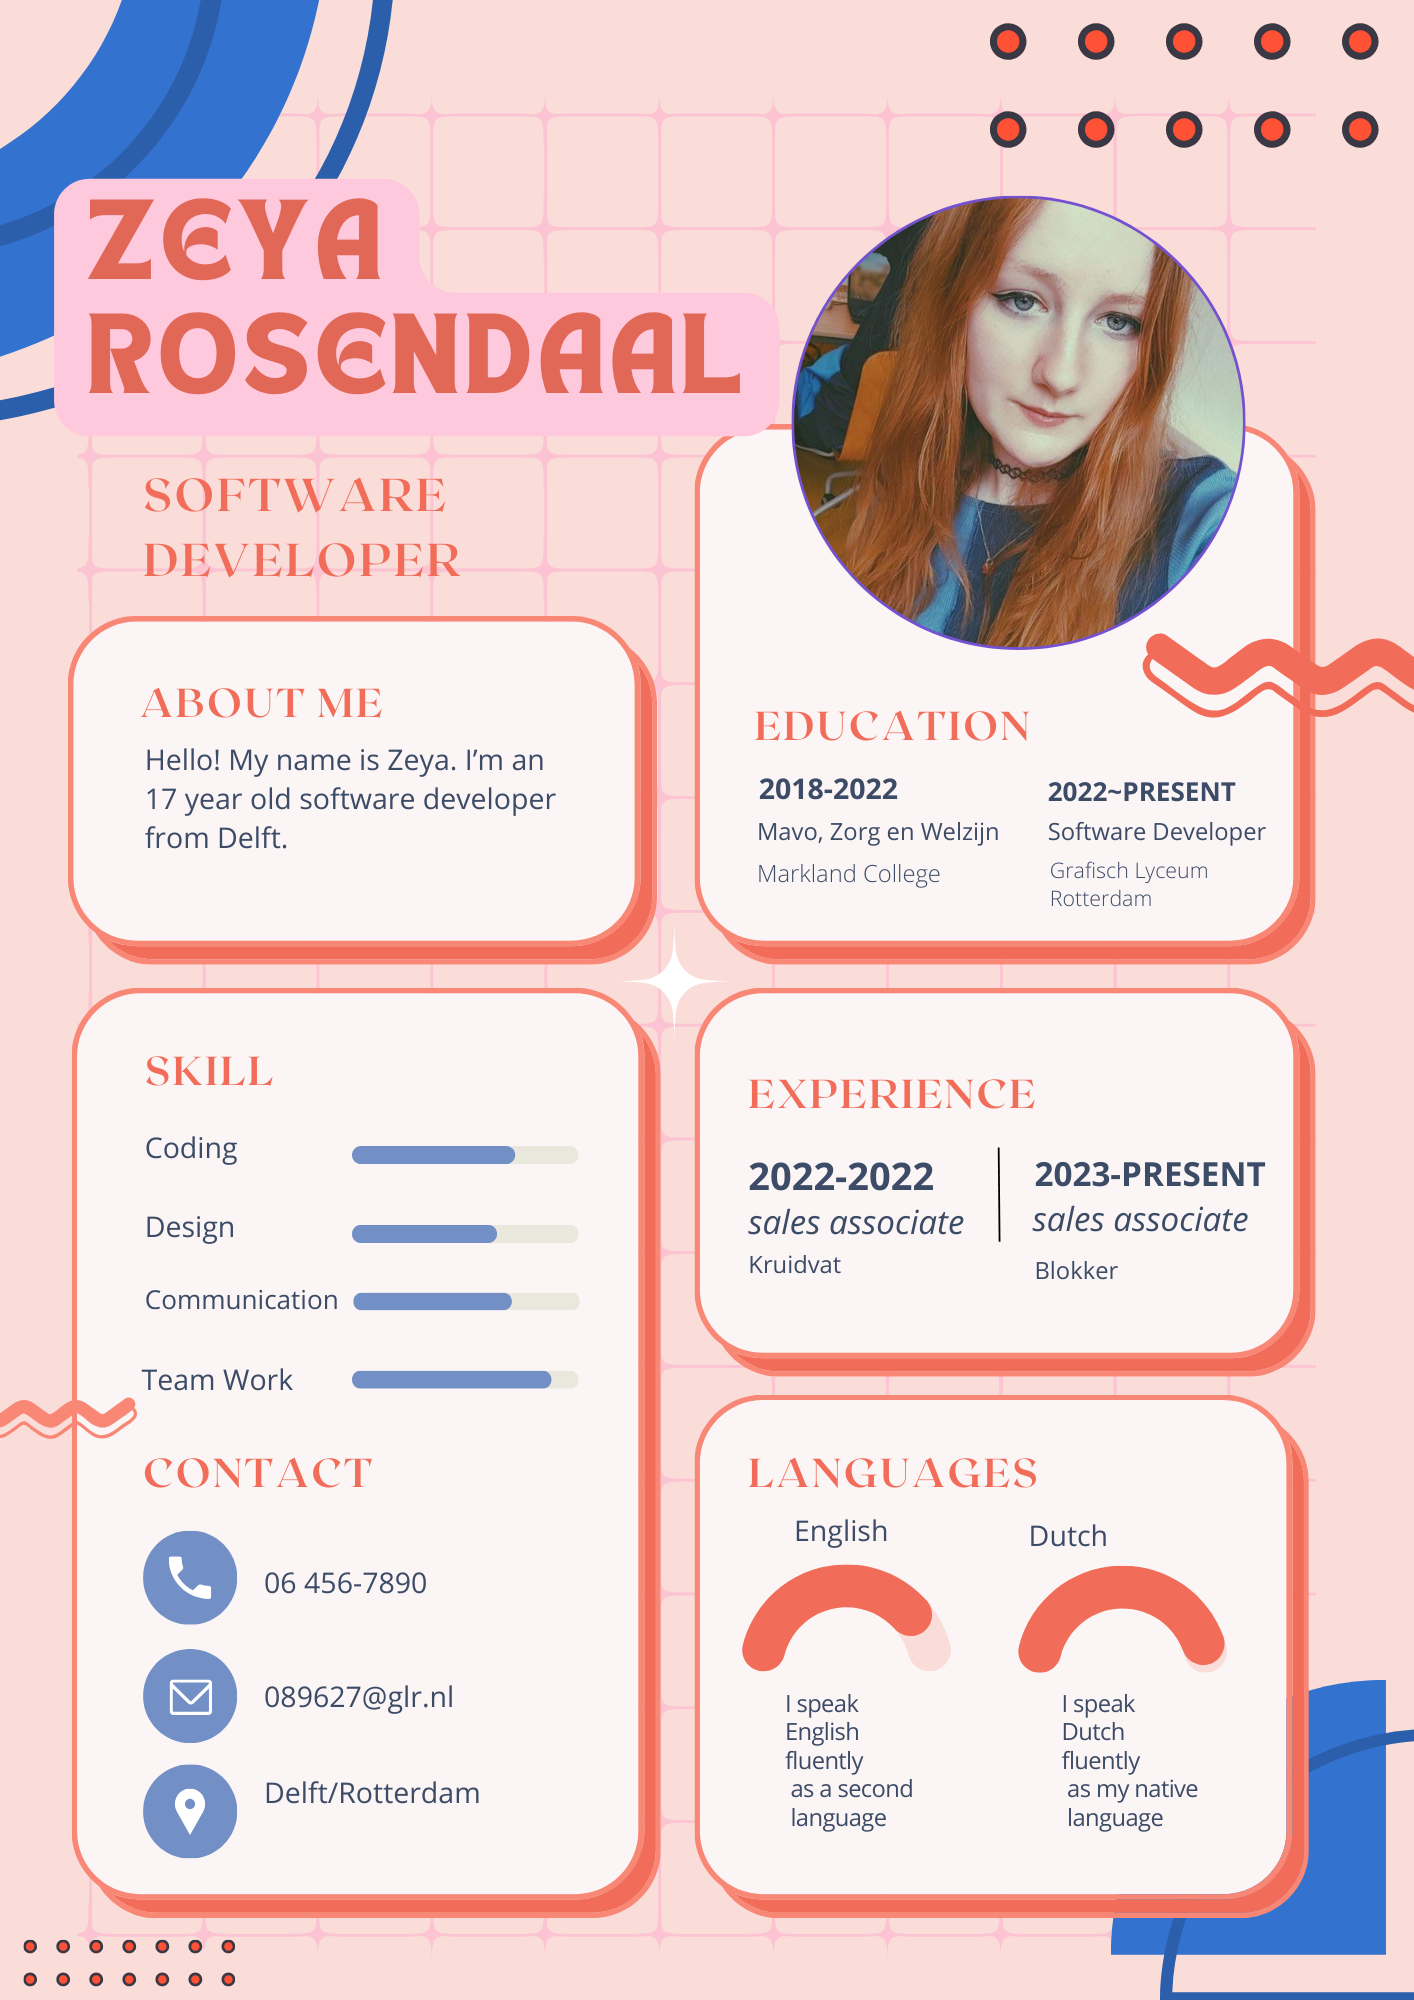 ZEYA
ROSENDAAL
SOFTWARE
DEVELOPER
ABOUT ME
Hello! My name is Zeya. I’m an
17 year old software developer
from Delft.
EDUCATION
2018-2022
Mavo, Zorg en Welzijn
Markland College
2022~PRESENT
Software Developer
Grafisch Lyceum
Rotterdam
SKILL
Coding
Design
Communication
Team Work
EXPERIENCE
2022-2022
sales associate
Kruidvat
2023-PRESENT
sales associate
Blokker
CONTACT
06 456-7890
089627@glr.nl
Delft/Rotterdam
LANGUAGES
English
I speak
English
fluently
as a second
language
Dutch
I speak
Dutch
fluently
as my native
language